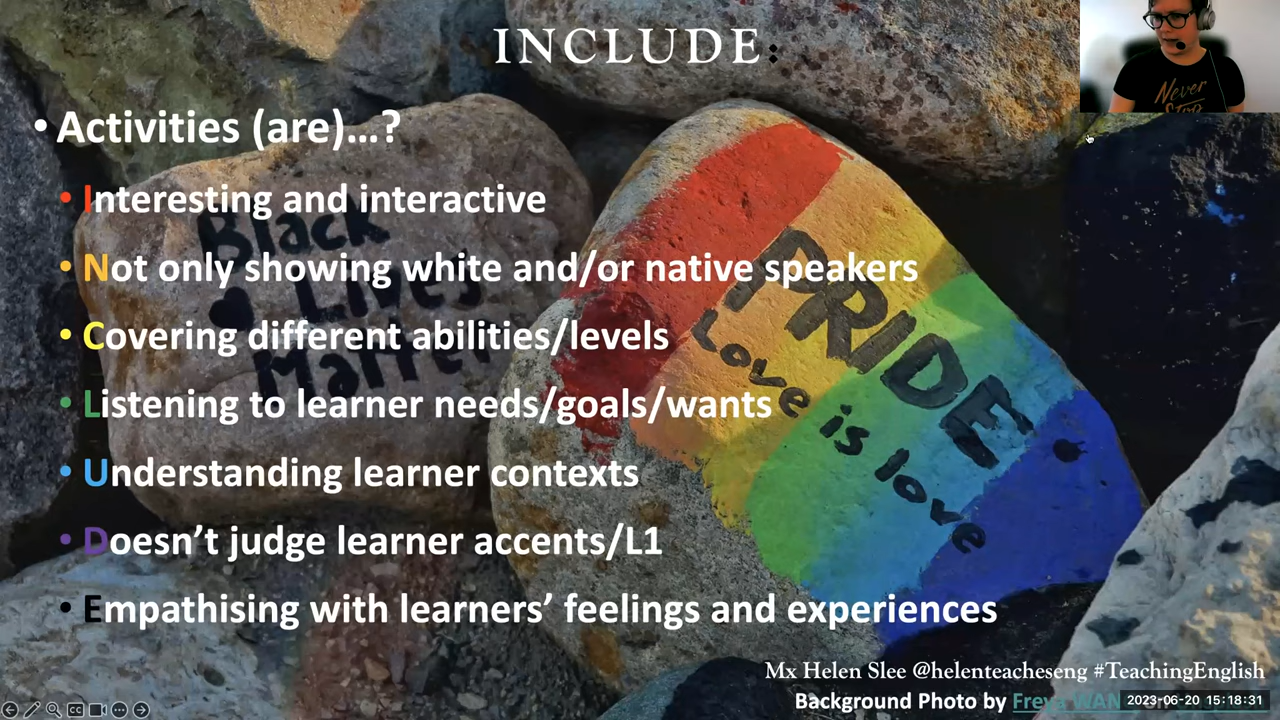 INCLUDE:
• Activities (are)...?
• Interesting and interactive
• Not only showing white and/or native speakers
• Covering different abilities/levels
• Listening to learner needs/goals/wants
• Understanding learner contexts
• Doesn't judge learner accents/L1
• Empathising with learners' feelings and experiences
Black
Lives
Matter
PRIDE
Love is love
Never
Mx Helen Slee @helenteacheseng #TeachingEnglish
Background Photo by
2023-06-20 15:18:31
CC